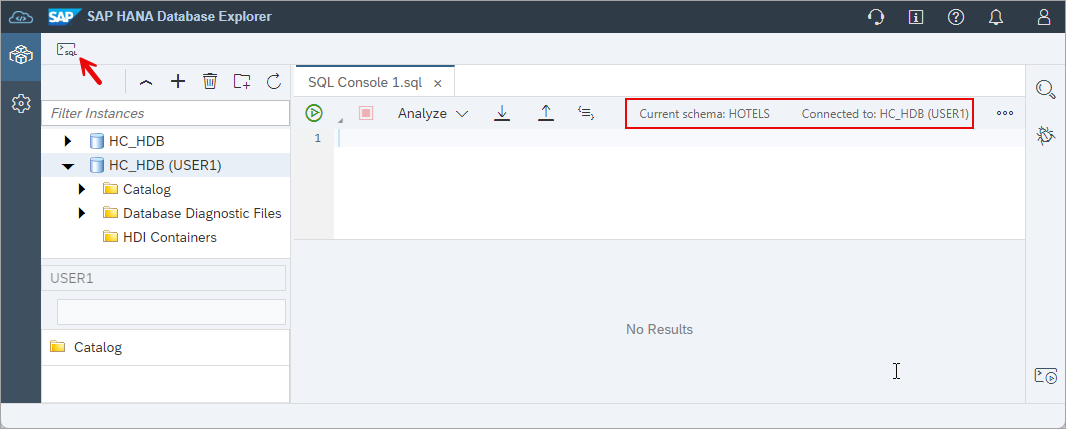 SAP SAP HANA Database Explorer
SQL
SQL Console 1.sql ×
Filter Instances
Analyze
Current schema: HOTELS Connected to: HC_HDB (USER1)
1
HC_HDB
HC_HDB (USER1)
Catalog
Database Diagnostic Files
HDI Containers
USER1
Catalog
No Results